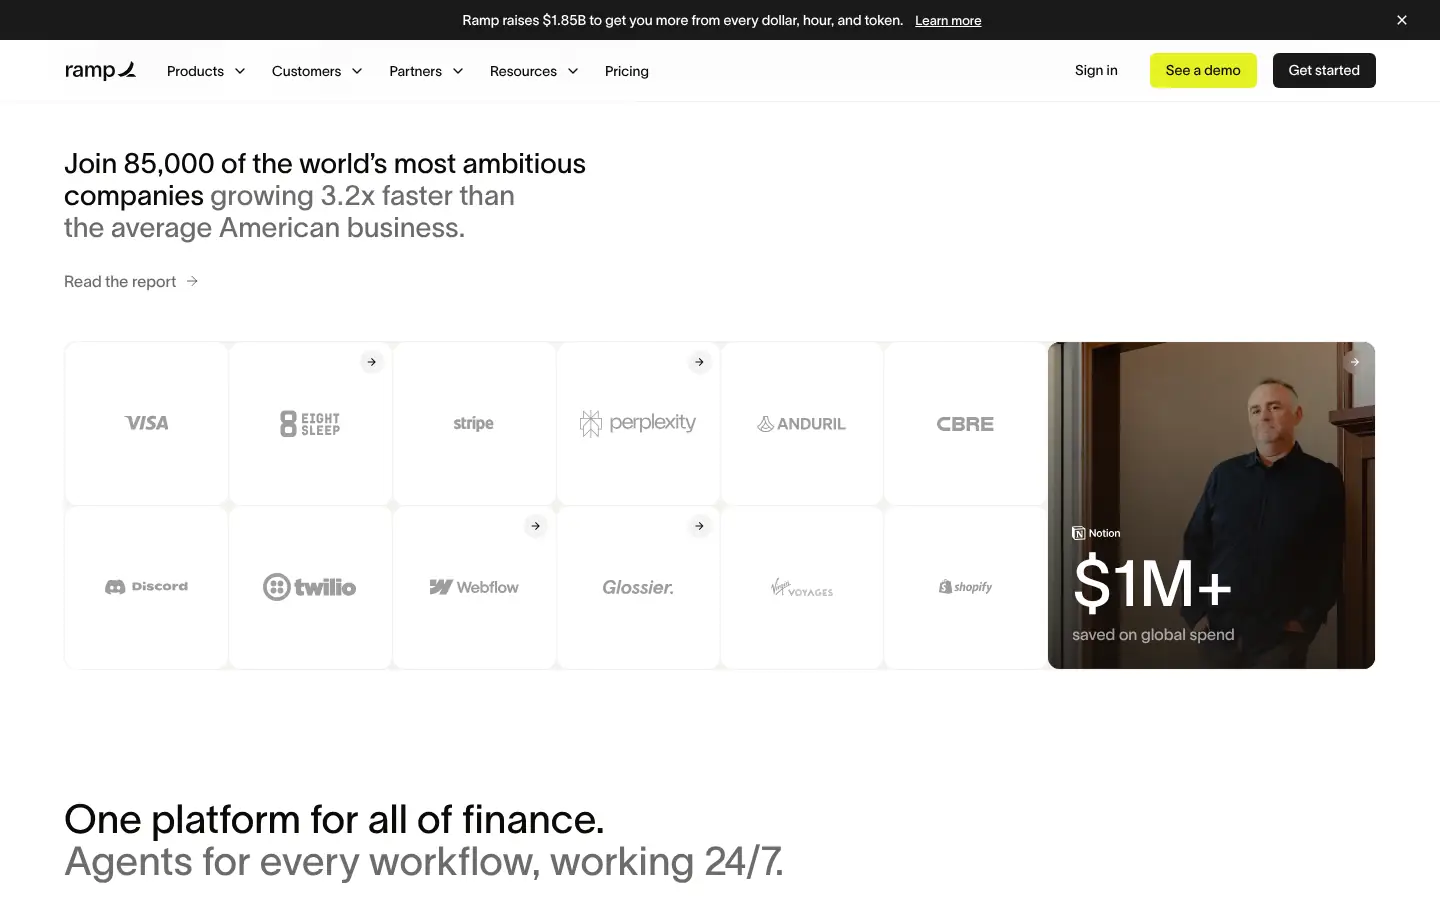 Ramp raises $1.85B to get you more from every dollar, hour, and token. Learn more
ramp Products Customers Partners Resources Pricing Sign in See a demo Get started
Join 85,000 of the world’s most ambitious
companies growing 3.2x faster than
the average American business.
Read the report
VISA
EIGHT
SLEEP
stripe
perplexity
ANDURIL
CBRE
Discord
twilio
Webflow
Glossier.
Virgin
VOYAGES
shopify
Notion
$1M+
saved on global spend
One platform for all of finance.
Agents for every workflow, working 24/7.